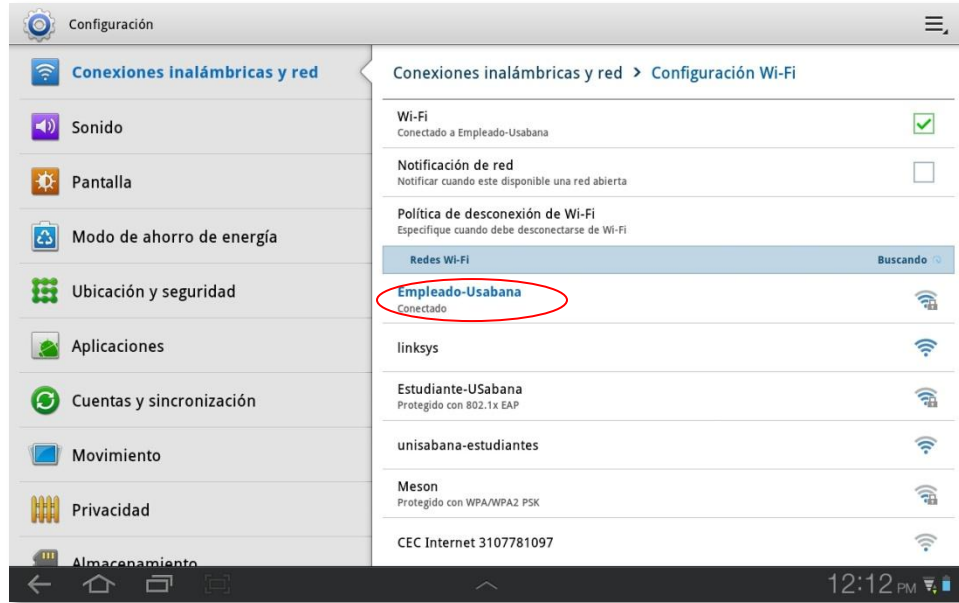 Configuración
Conexiones inalámbricas y red
Sonido
Pantalla
Modo de ahorro de energía
Ubicación y seguridad
Aplicaciones
Cuentas y sincronización
Movimiento
Privacidad
Almacenamiento
Conexiones inalámbricas y red > Configuración Wi-Fi
Wi-Fi
Conectado a Empleado-Usabana
Notificación de red
Notificar cuando este disponible una red abierta
Política de desconexión de Wi-Fi
Especifique cuando debe desconectarse de Wi-Fi
Redes Wi-Fi Buscando
Empleado-Usabana
Conectado
linksys
Estudiante-USabana
Protegido con 802.1x EAP
unisabana-estudiantes
Meson
Protegido con WPA/WPA2 PSK
CEC Internet 3107781097
12:12 PM